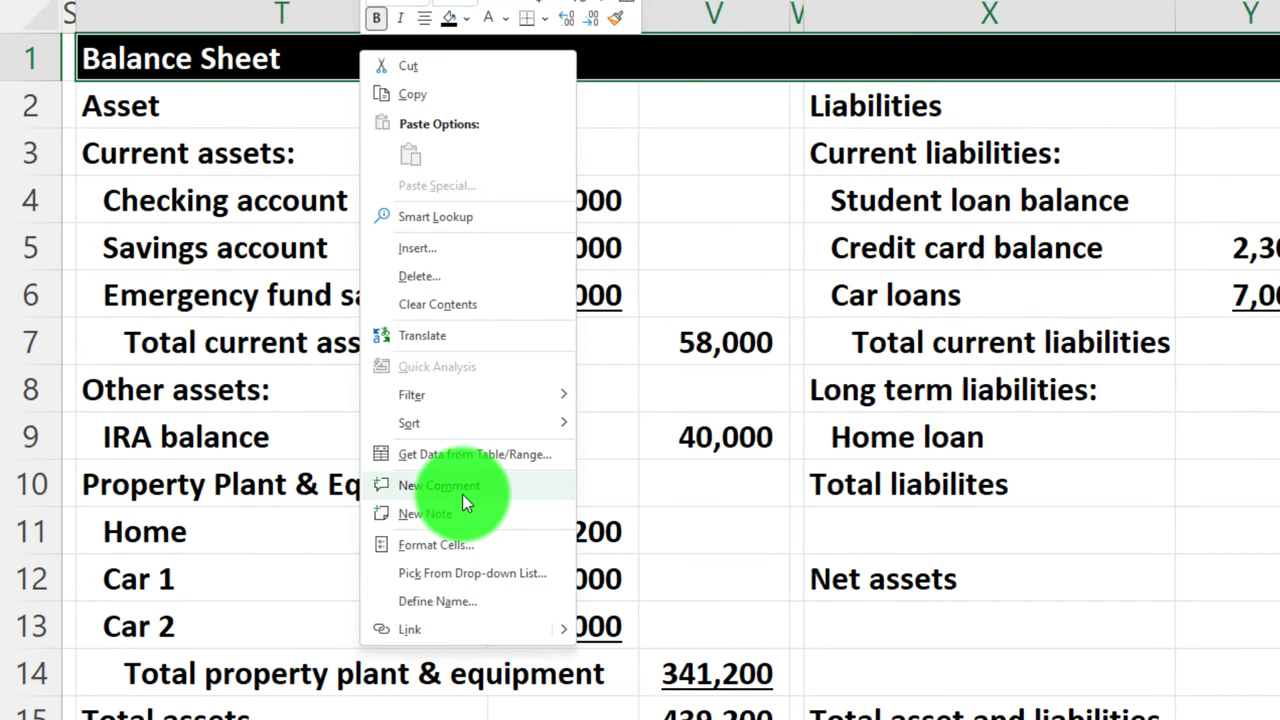 S T V W X Y
B I A
1 Balance Sheet
2 Asset Liabilities
3 Current assets: Current liabilities:
4 Checking account 000 Student loan balance
5 Savings account 000 Credit card balance 2,3
6 Emergency fund sa 000 Car loans 7,0
7 Total current ass 58,000 Total current liabilities
8 Other assets: Long term liabilities:
9 IRA balance 40,000 Home loan
10 Property Plant & Eq Total liabilites
11 Home 200
12 Car 1 000 Net assets
13 Car 2 000
14 Total property plant & equipment 341,200
15 Total assets 439,200 Total asset and liabilities
Cut
Copy
Paste Options:
Paste Special...
Smart Lookup
Insert...
Delete...
Clear Contents
Translate
Quick Analysis
Filter
Sort
Get Data from Table/Range...
New Comment
New Note
Format Cells...
Pick From Drop-down List...
Define Name...
Link